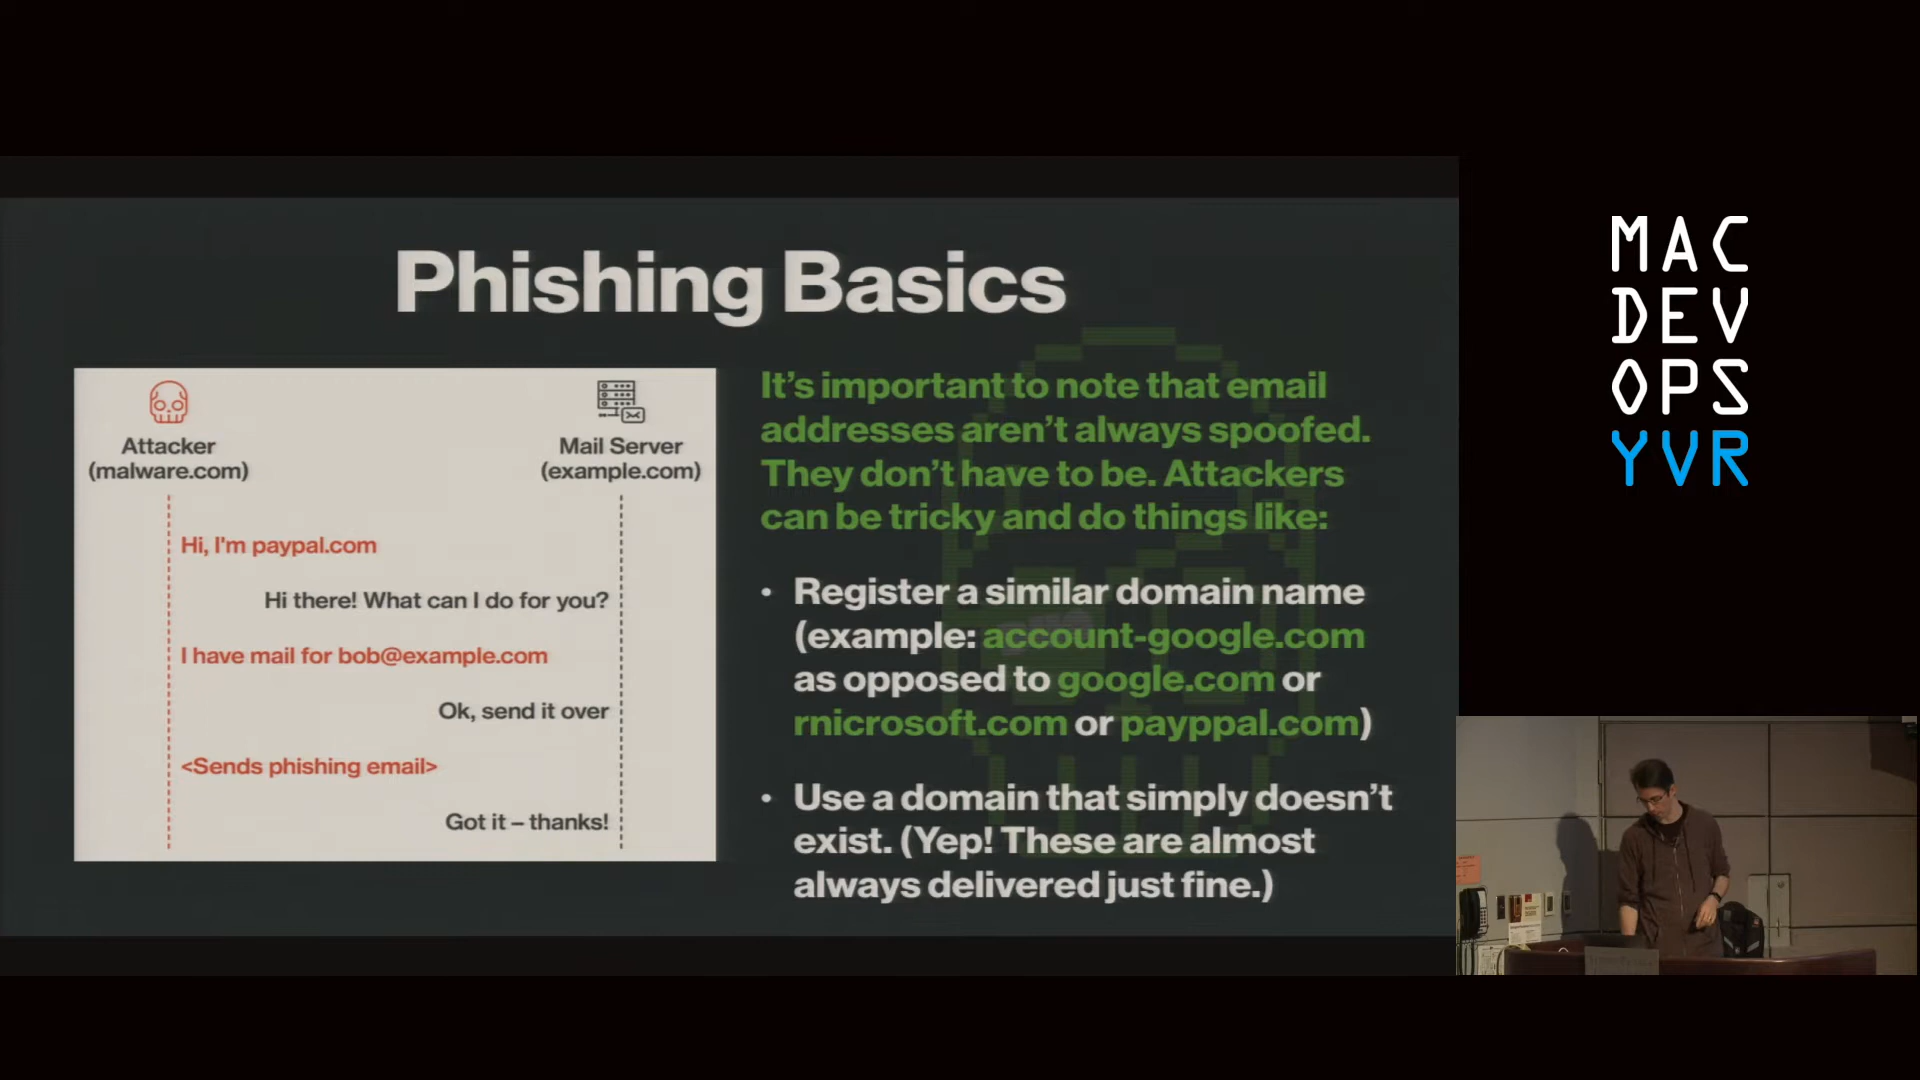 Phishing Basics
Attacker
(malware.com)
Mail Server
(example.com)
Hi, I'm paypal.com
Hi there! What can I do for you?
I have mail for bob@example.com
Ok, send it over
<Sends phishing email>
Got it – thanks!
It's important to note that email
addresses aren't always spoofed.
They don't have to be. Attackers
can be tricky and do things like:
• Register a similar domain name
(example: account-google.com
as opposed to google.com or
rnicrosoft.com or payppal.com)
• Use a domain that simply doesn't
exist. (Yep! These are almost
always delivered just fine.)
MAC
DEV
OPS
YVR